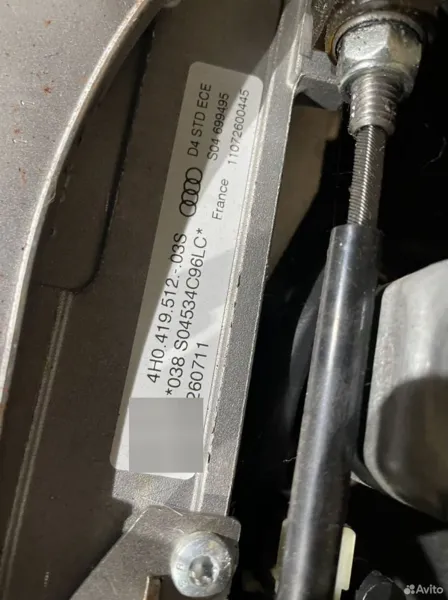 4H0.419.512.-.03S
D4 STD ECE
*038 S04534C96LC*
S04 699495
260711
France 11072600445
Avito